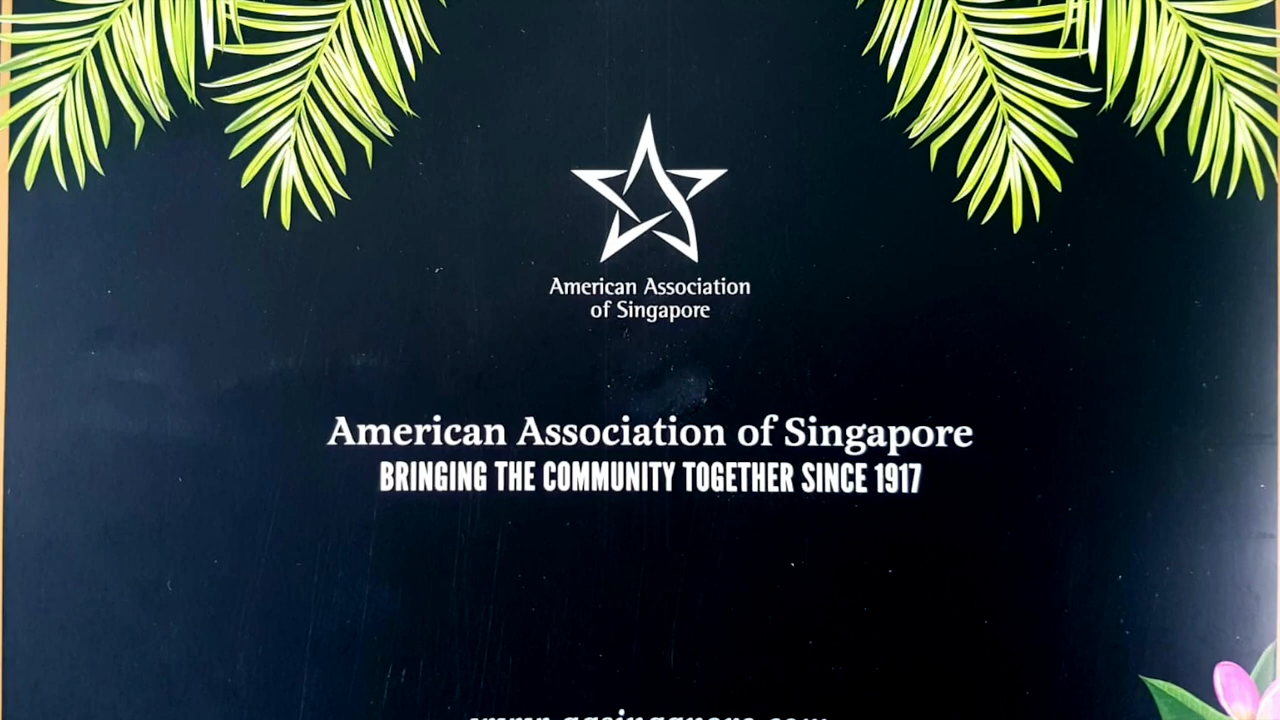 American Association
of Singapore
American Association of Singapore
BRINGING THE COMMUNITY TOGETHER SINCE 1917